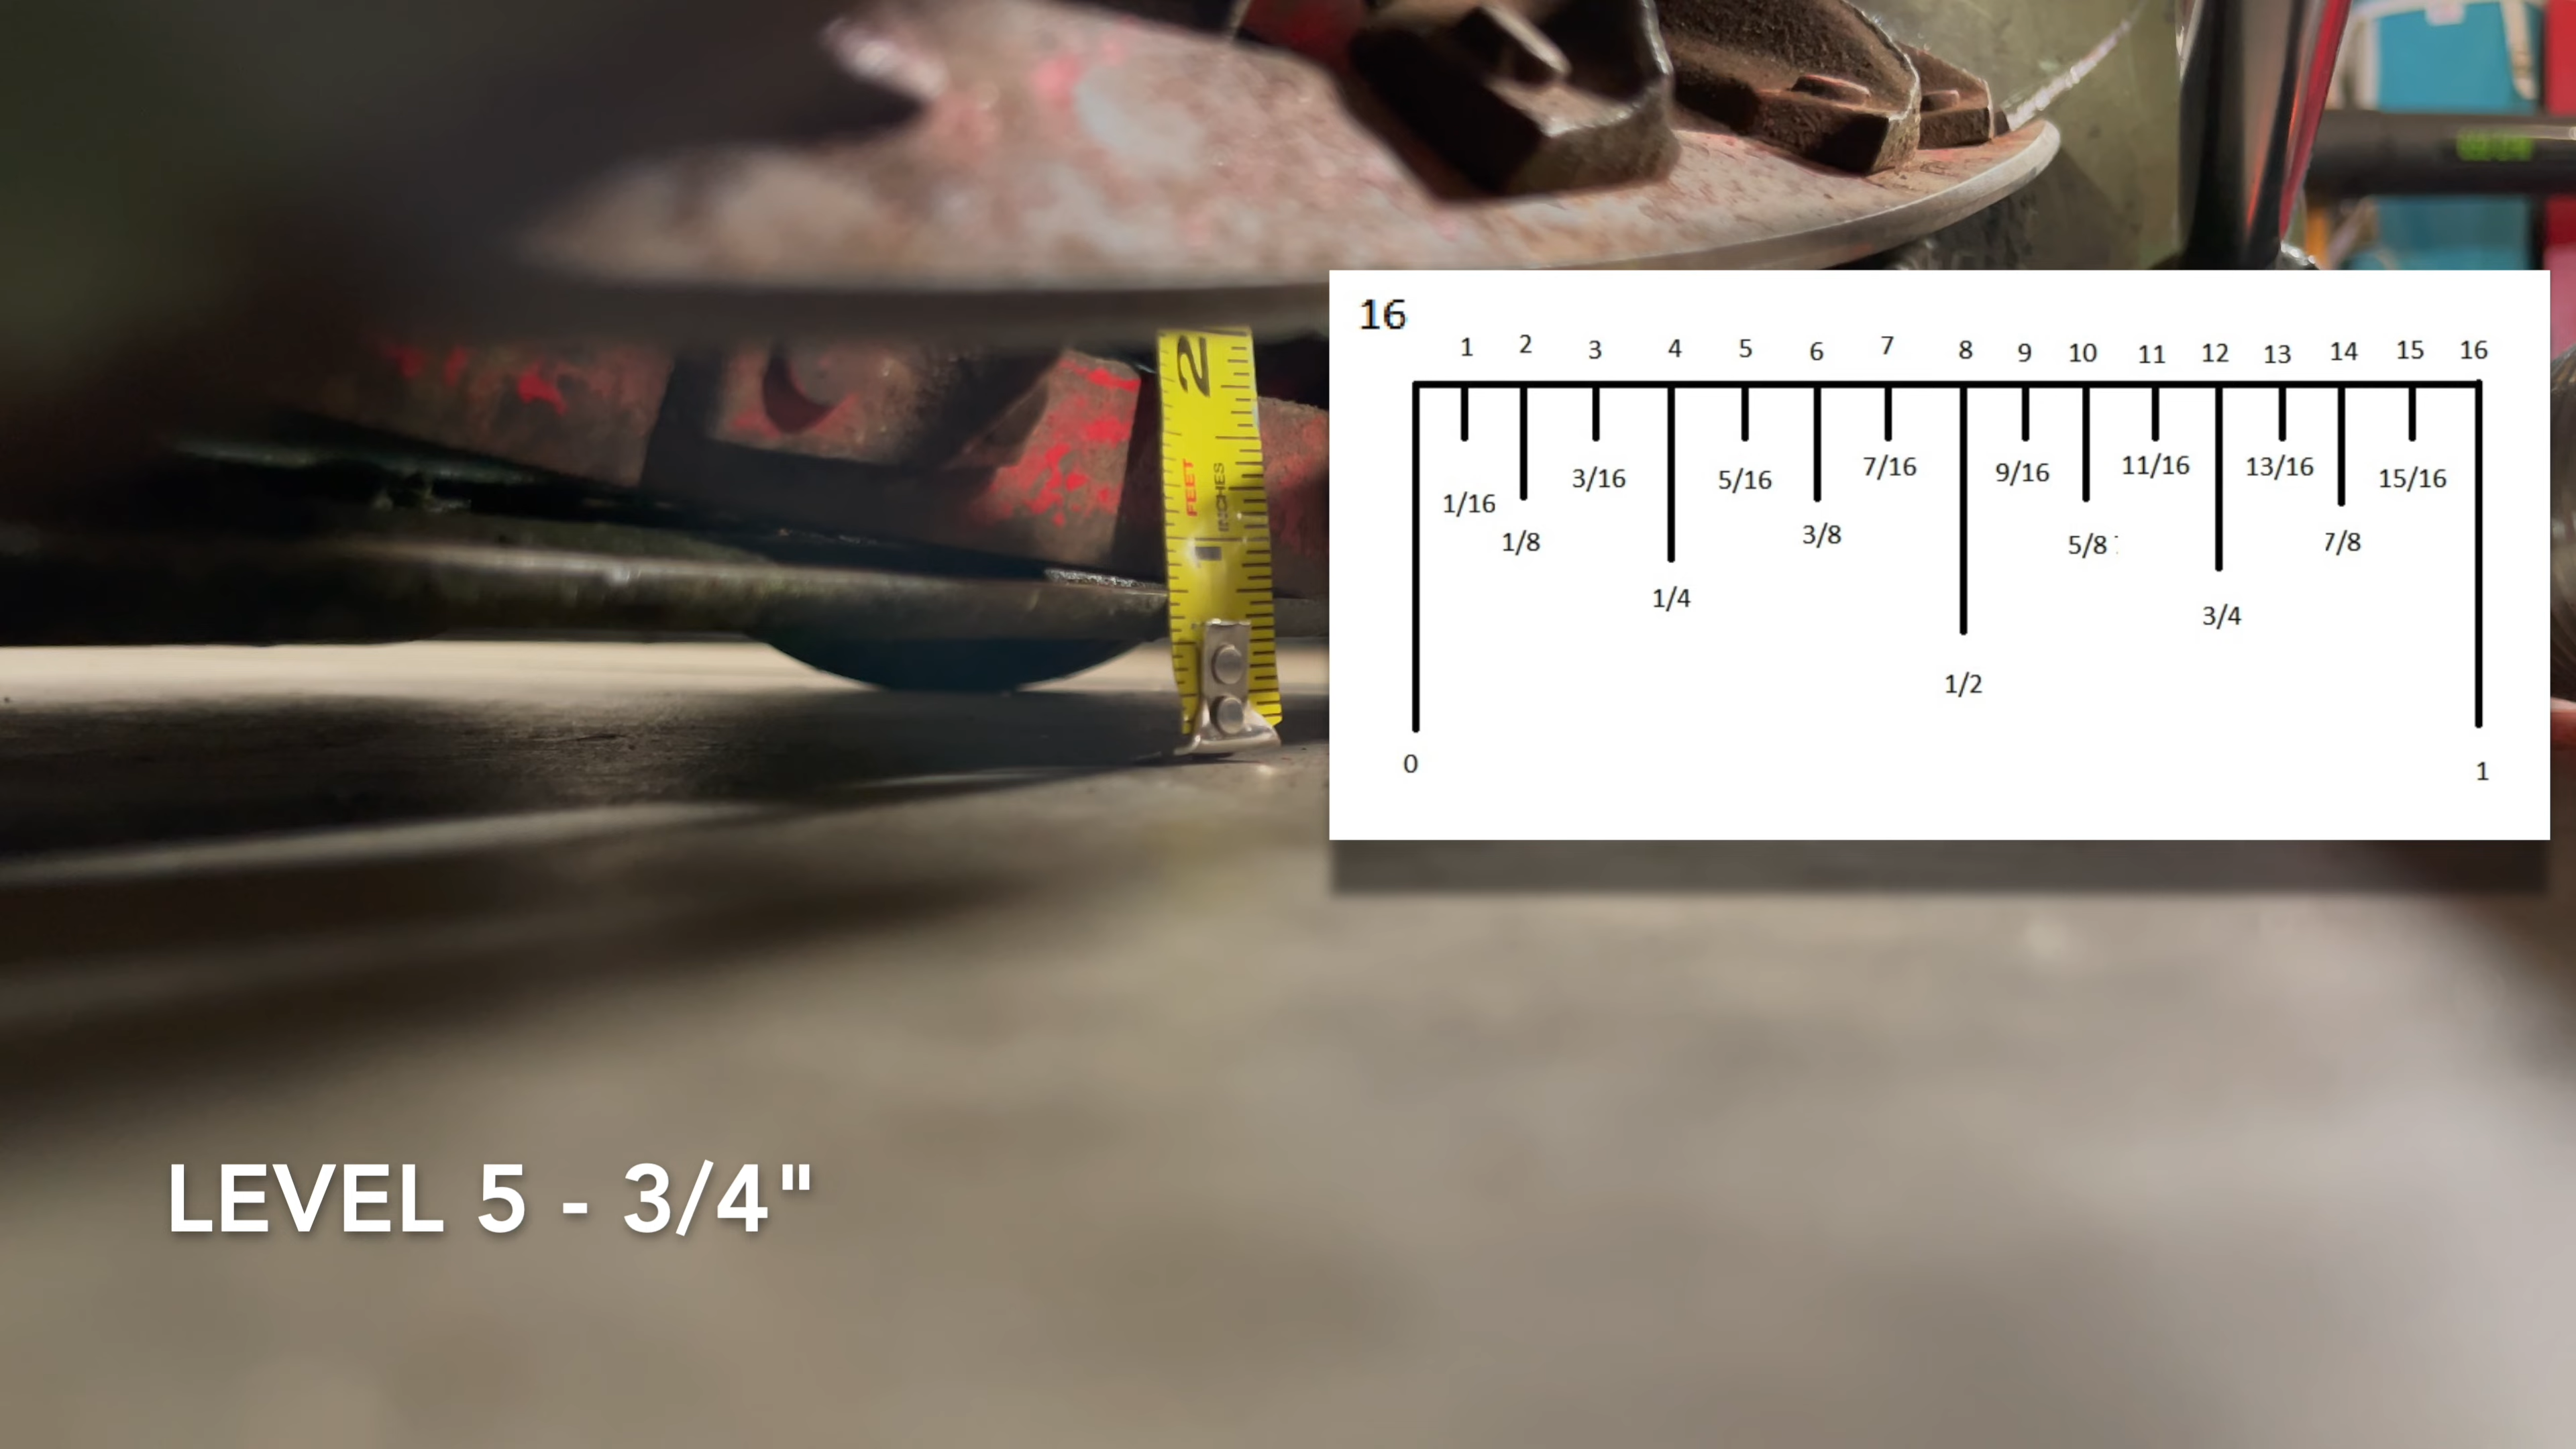 2
FEET
INCHES
1
16
1 2 3 4 5 6 7 8 9 10 11 12 13 14 15 16
1/16 1/8 3/16 1/4 5/16 3/8 7/16 1/2 9/16 5/8 11/16 3/4 13/16 7/8 15/16
0 1
LEVEL 5 - 3/4"